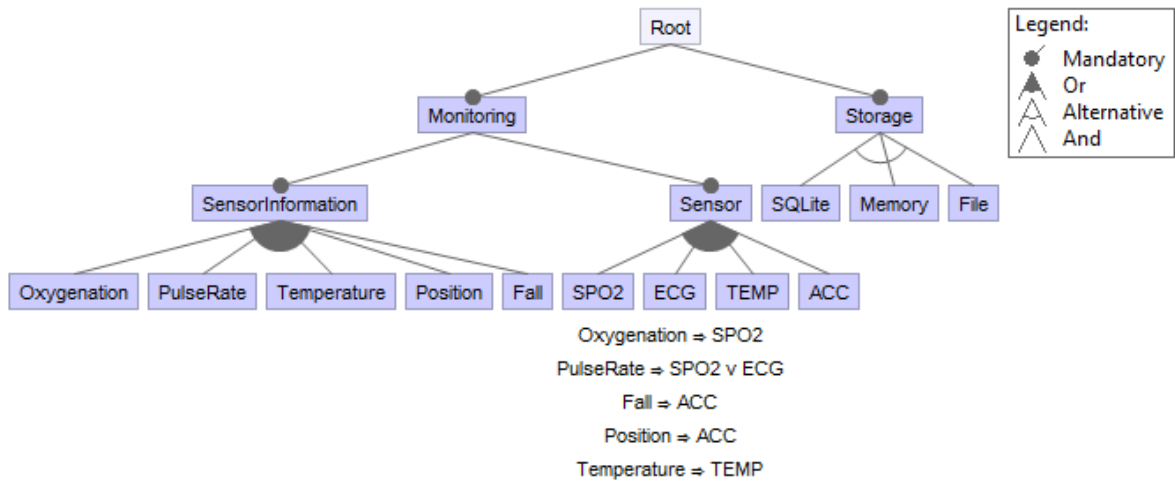 Root
Legend:
Mandatory
Or
Alternative
And
Monitoring
Storage
SensorInformation
Sensor
SQLite
Memory
File
Oxygenation
PulseRate
Temperature
Position
Fall
SPO2
ECG
TEMP
ACC
Oxygenation ⇒ SPO2
PulseRate ⇒ SPO2 v ECG
Fall ⇒ ACC
Position ⇒ ACC
Temperature ⇒ TEMP